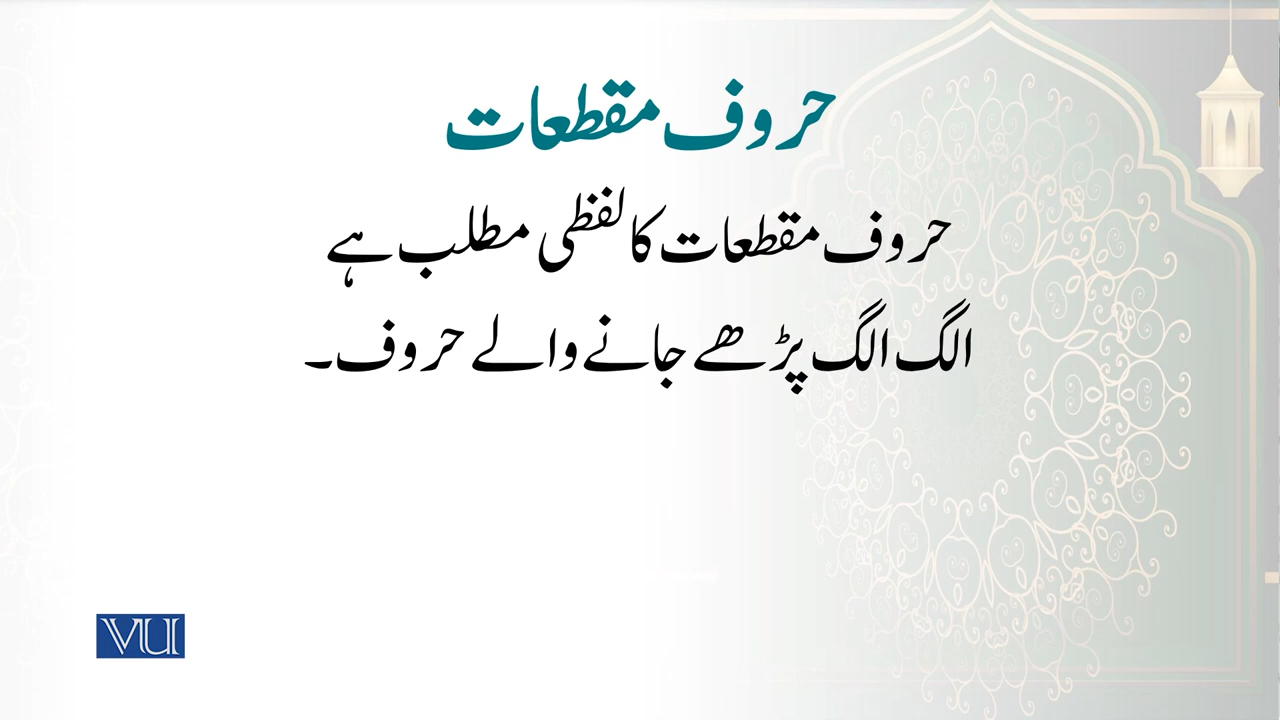 حروف مقطعات
حروف مقطعات کا لفظی مطلب ہے
الگ الگ پڑھے جانے والے حروف۔
VU